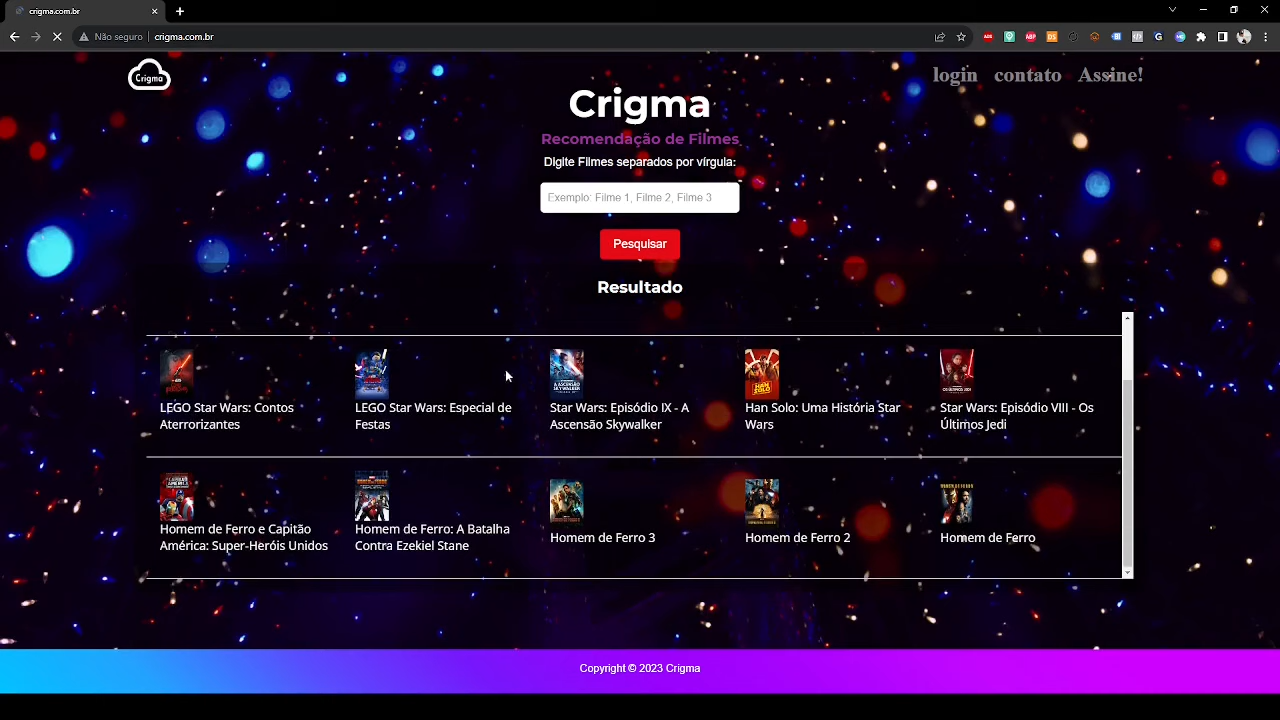 crigma.com.br
Não seguro
crigma.com.br
Crigma
login
contato
Assine!
Crigma
Recomendação de Filmes
Digite Filmes separados por vírgula:
Exemplo: Filme 1, Filme 2, Filme 3
Pesquisar
Resultado
LEGO Star Wars: Contos
Aterrorizantes
LEGO Star Wars: Especial de
Festas
Star Wars: Episódio IX - A
Ascensão Skywalker
Han Solo: Uma História Star
Wars
Star Wars: Episódio VIII - Os
Últimos Jedi
Homem de Ferro e Capitão
América: Super-Heróis Unidos
Homem de Ferro: A Batalha
Contra Ezekiel Stane
Homem de Ferro 3
Homem de Ferro 2
Homem de Ferro
Copyright © 2023 Crigma